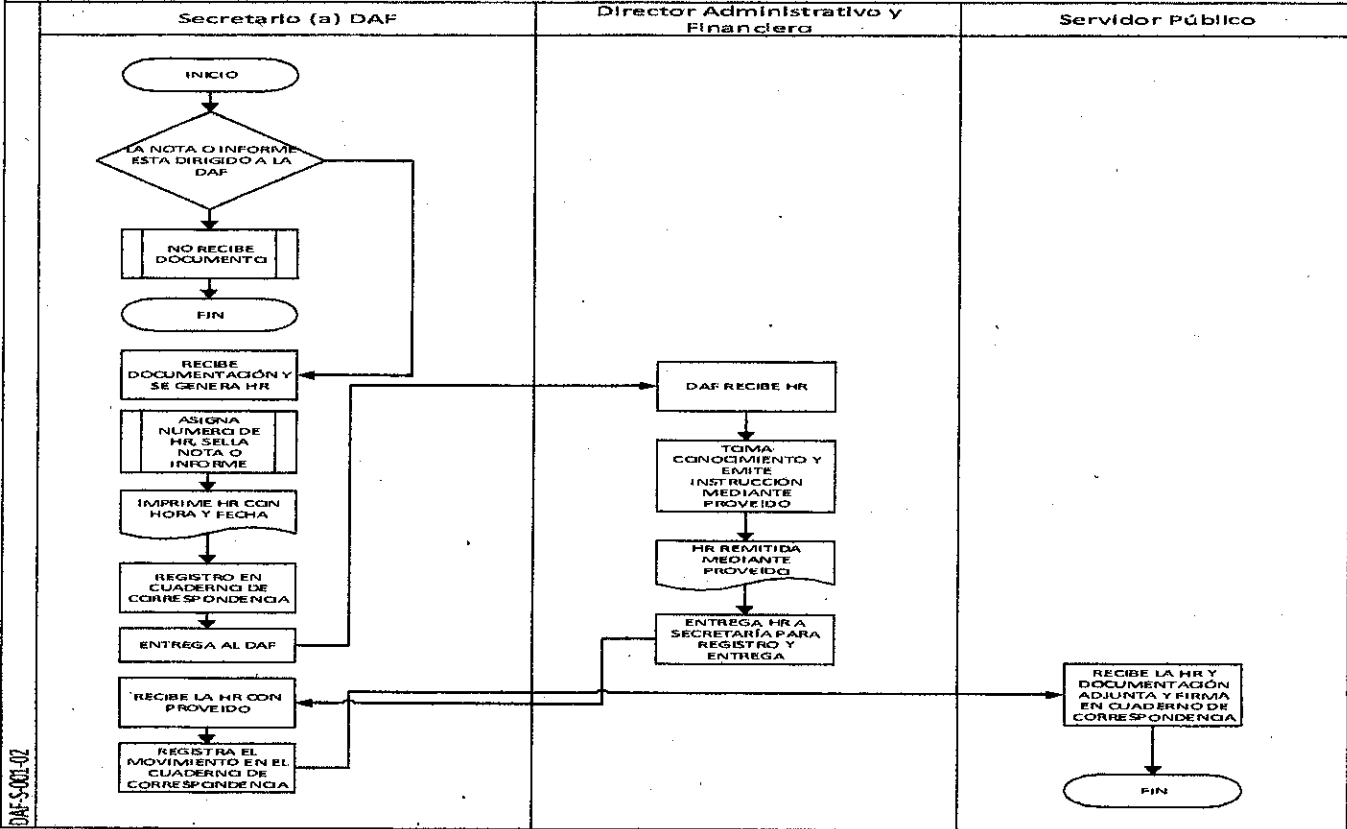 Secretario (a) DAF
Director Administrativo y
Financiero
Servidor Público
INICIO
LA NOTA O INFORME
ESTA DIRIGIDO A LA
DAF
NO RECIBE
DOCUMENTO
FIN
RECIBE
DOCUMENTACIÓN Y
SE GENERA HR
ASIGNA
NUMERO DE
HR, SELLA
NOTA O
INFORME
IMPRIME HR CON
HORA Y FECHA
REGISTRO EN
CUADERNO DE
CORRESPONDENCIA
ENTREGA AL DAF
RECIBE LA HR CON
PROVEIDO
REGISTRA EL
MOVIMIENTO EN EL
CUADERNO DE
CORRESPONDENCIA
DAF RECIBE HR
TOMA
CONOCIMIENTO Y
EMITE
INSTRUCCIÓN
MEDIANTE
PROVEIDO
HR REMITIDA
MEDIANTE
PROVEIDO
ENTREGA HR A
SECRETARÍA PARA
REGISTRO Y
ENTREGA
RECIBE LA HR Y
DOCUMENTACIÓN
ADJUNTA Y FIRMA
EN CUADERNO DE
CORRESPONDENCIA
FIN
DAF-S-001-02